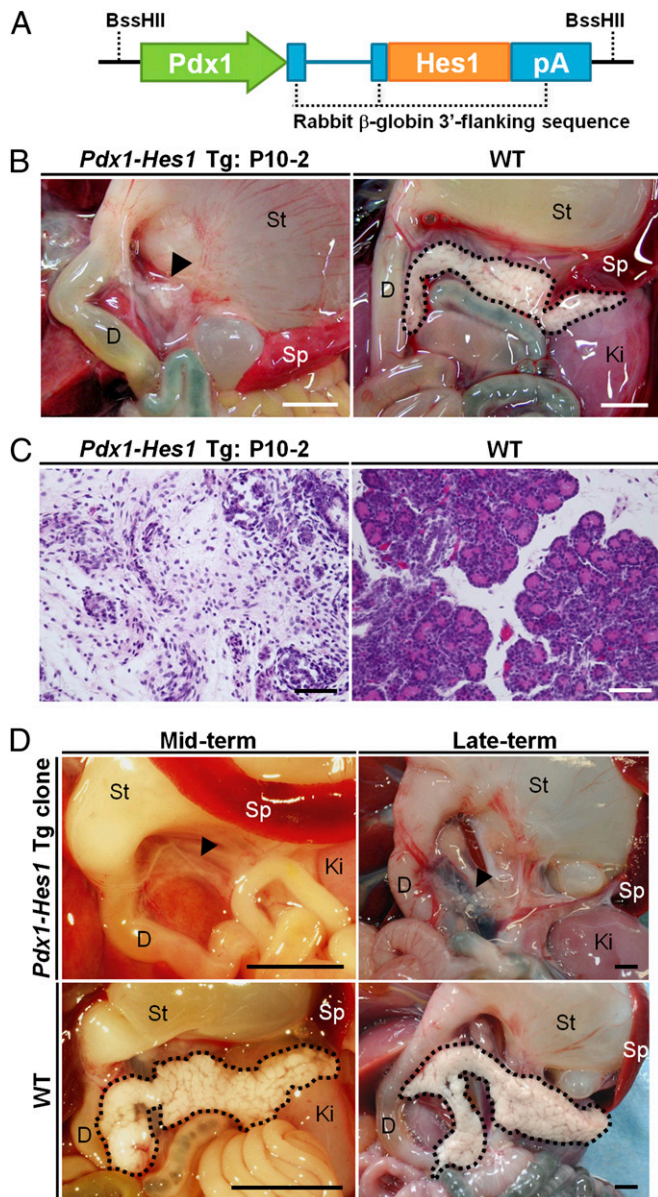 A
BssHII
BssHII
Pdx1
Hes1
pA
Rabbit β-globin 3'-flanking sequence
B
Pdx1-Hes1 Tg: P10-2
WT
St
D
Sp
St
Sp
D
Ki
C
Pdx1-Hes1 Tg: P10-2
WT
D
Mid-term
Late-term
Pdx1-Hes1 Tg clone
St
Sp
Ki
D
St
D
Sp
Ki
WT
St
Sp
D
Ki
St
Sp
D